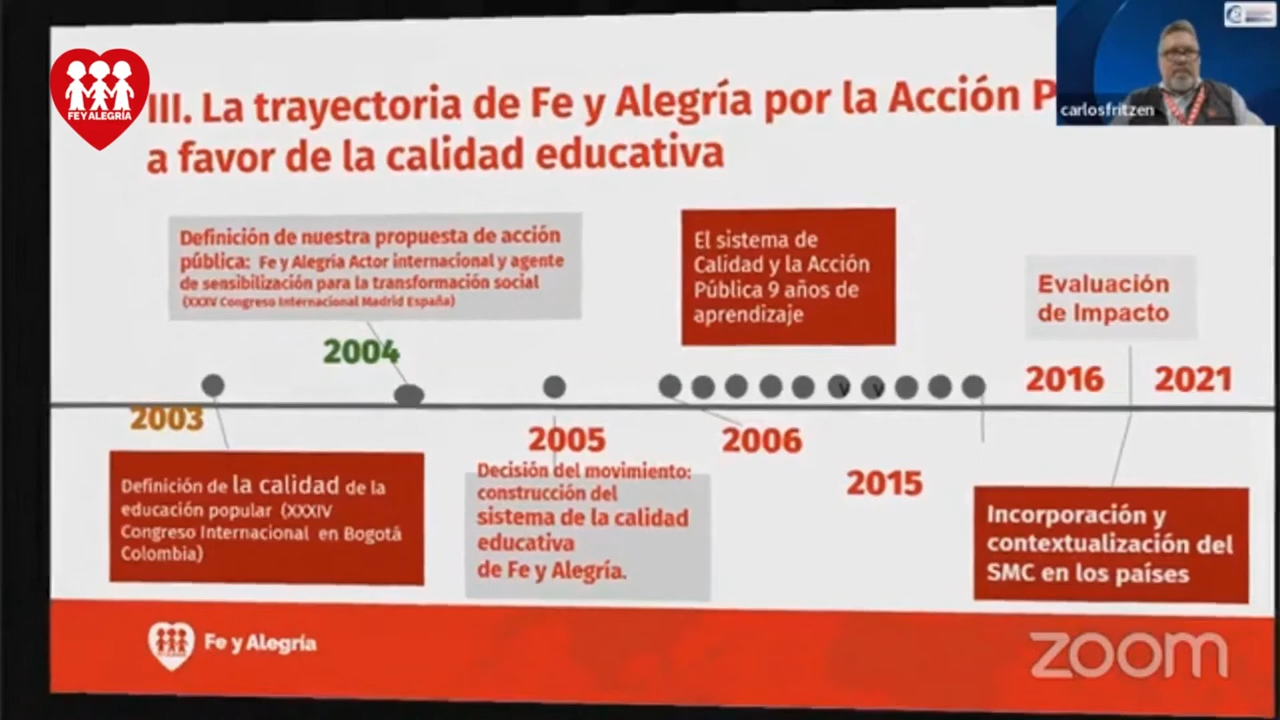 FE Y ALEGRÍA
III. La trayectoria de Fe y Alegría por la Acción P
a favor de la calidad educativa
carlosfritzen
Definición de nuestra propuesta de acción
pública: Fe y Alegría Actor internacional y agente
de sensibilización para la transformación social
(XXXIV Congreso Internacional Madrid España)
El sistema de
Calidad y la Acción
Pública 9 años de
aprendizaje
Evaluación
de Impacto
2004
2016
2021
V V
2003
2005
2006
2015
Definición de la calidad de la
educación popular (XXXIV
Congreso Internacional en Bogotá
Colombia)
Decisión del movimiento:
construcción del
sistema de la calidad
educativa
de Fe y Alegría.
Incorporación y
contextualización del
SMC en los países
Fe y Alegría
zoom